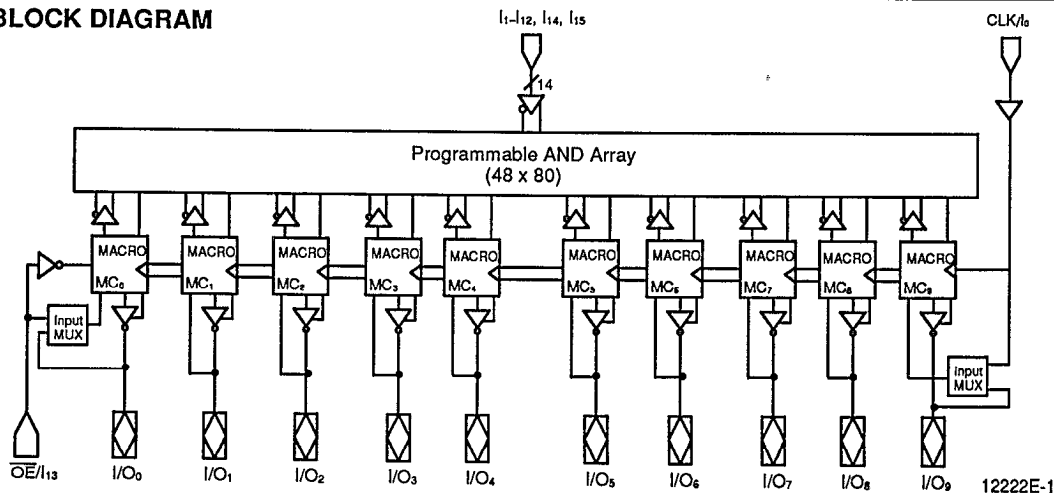 BLOCK DIAGRAM
I₁–I₁₂, I₁₄, I₁₅
CLK/I₀
14
Programmable AND Array
(48 x 80)
MACRO MACRO MACRO MACRO MACRO MACRO MACRO MACRO MACRO MACRO
MC₀ MC₁ MC₂ MC₃ MC₄ MC₃ MC₅ MC₇ MC₈ MC₉
Input
MUX
Input
MUX
O̅E̅/I₁₃ I/O₀ I/O₁ I/O₂ I/O₃ I/O₄ I/O₅ I/O₆ I/O₇ I/O₈ I/O₉
12222E-1